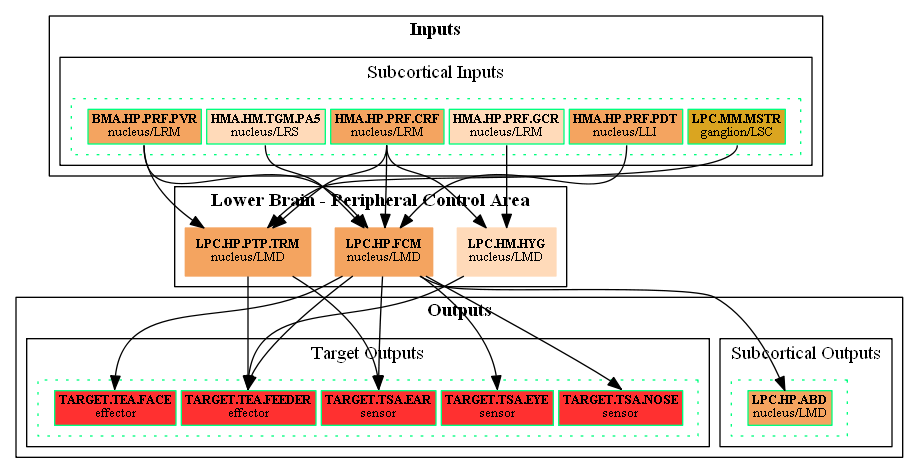 Inputs
Subcortical Inputs
BMA.HP.PRF.PVR
nucleus/LRM
HMA.HM.TGM.PA5
nucleus/LRS
HMA.HP.PRF.CRF
nucleus/LRM
HMA.HP.PRF.GCR
nucleus/LRM
HMA.HP.PRF.PDT
nucleus/LLI
LPC.MM.MSTR
ganglion/LSC
Lower Brain - Peripheral Control Area
LPC.HP.PTP.TRM
nucleus/LMD
LPC.HP.FCM
nucleus/LMD
LPC.HM.HYG
nucleus/LMD
Outputs
Target Outputs
TARGET.TEA.FACE
effector
TARGET.TEA.FEEDER
effector
TARGET.TSA.EAR
sensor
TARGET.TSA.EYE
sensor
TARGET.TSA.NOSE
sensor
Subcortical Outputs
LPC.HP.ABD
nucleus/LMD